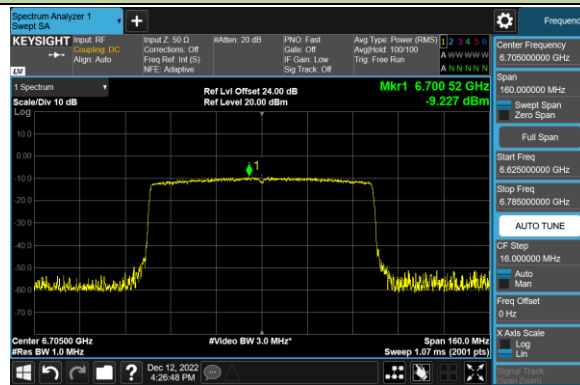 Spectrum Analyzer 1
Swept SA
Frequency
KEYSIGHT
Input: RF
Coupling: DC
Align: Auto
Input Z: 50 Ω
Corrections: Off
Freq Ref: Int (S)
NFE: Adaptive
#Atten: 20 dB
PNO: Fast
Gate: Off
IF Gain: Low
Sig Track: Off
Avg Type: Power (RMS)
Avg|Hold: 100/100
Trig: Free Run
1 2 3 4 5 6
A W W W W W
A N N N N N
LXI
1 Spectrum
Scale/Div 10 dB
Log
Ref Lvl Offset 24.00 dB
Ref Level 20.00 dBm
Mkr1 6.700 52 GHz
-9.227 dBm
1
10.0
0.00
-10.0
-20.0
-30.0
-40.0
-50.0
-60.0
-70.0
Center 6.70500 GHz
#Res BW 1.0 MHz
#Video BW 3.0 MHz*
Span 160.0 MHz
Sweep 1.07 ms (2001 pts)
Dec 12, 2022
4:26:48 PM
Center Frequency
6.705000000 GHz
Span
160.000000 MHz
Swept Span
Zero Span
Full Span
Start Freq
6.625000000 GHz
Stop Freq
6.785000000 GHz
AUTO TUNE
CF Step
16.000000 MHz
Auto
Man
Freq Offset
0 Hz
X Axis Scale
Log
Lin
Signal Track
(Span Zoom)